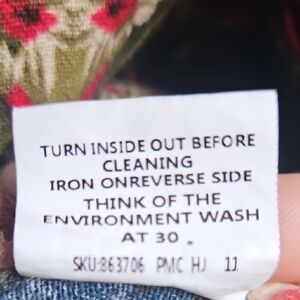 TURN INSIDE OUT BEFORE
CLEANING
IRON ONREVERSE SIDE
THINK OF THE
ENVIRONMENT WASH
AT 30 。
SKU:863706 PMC HJ 11